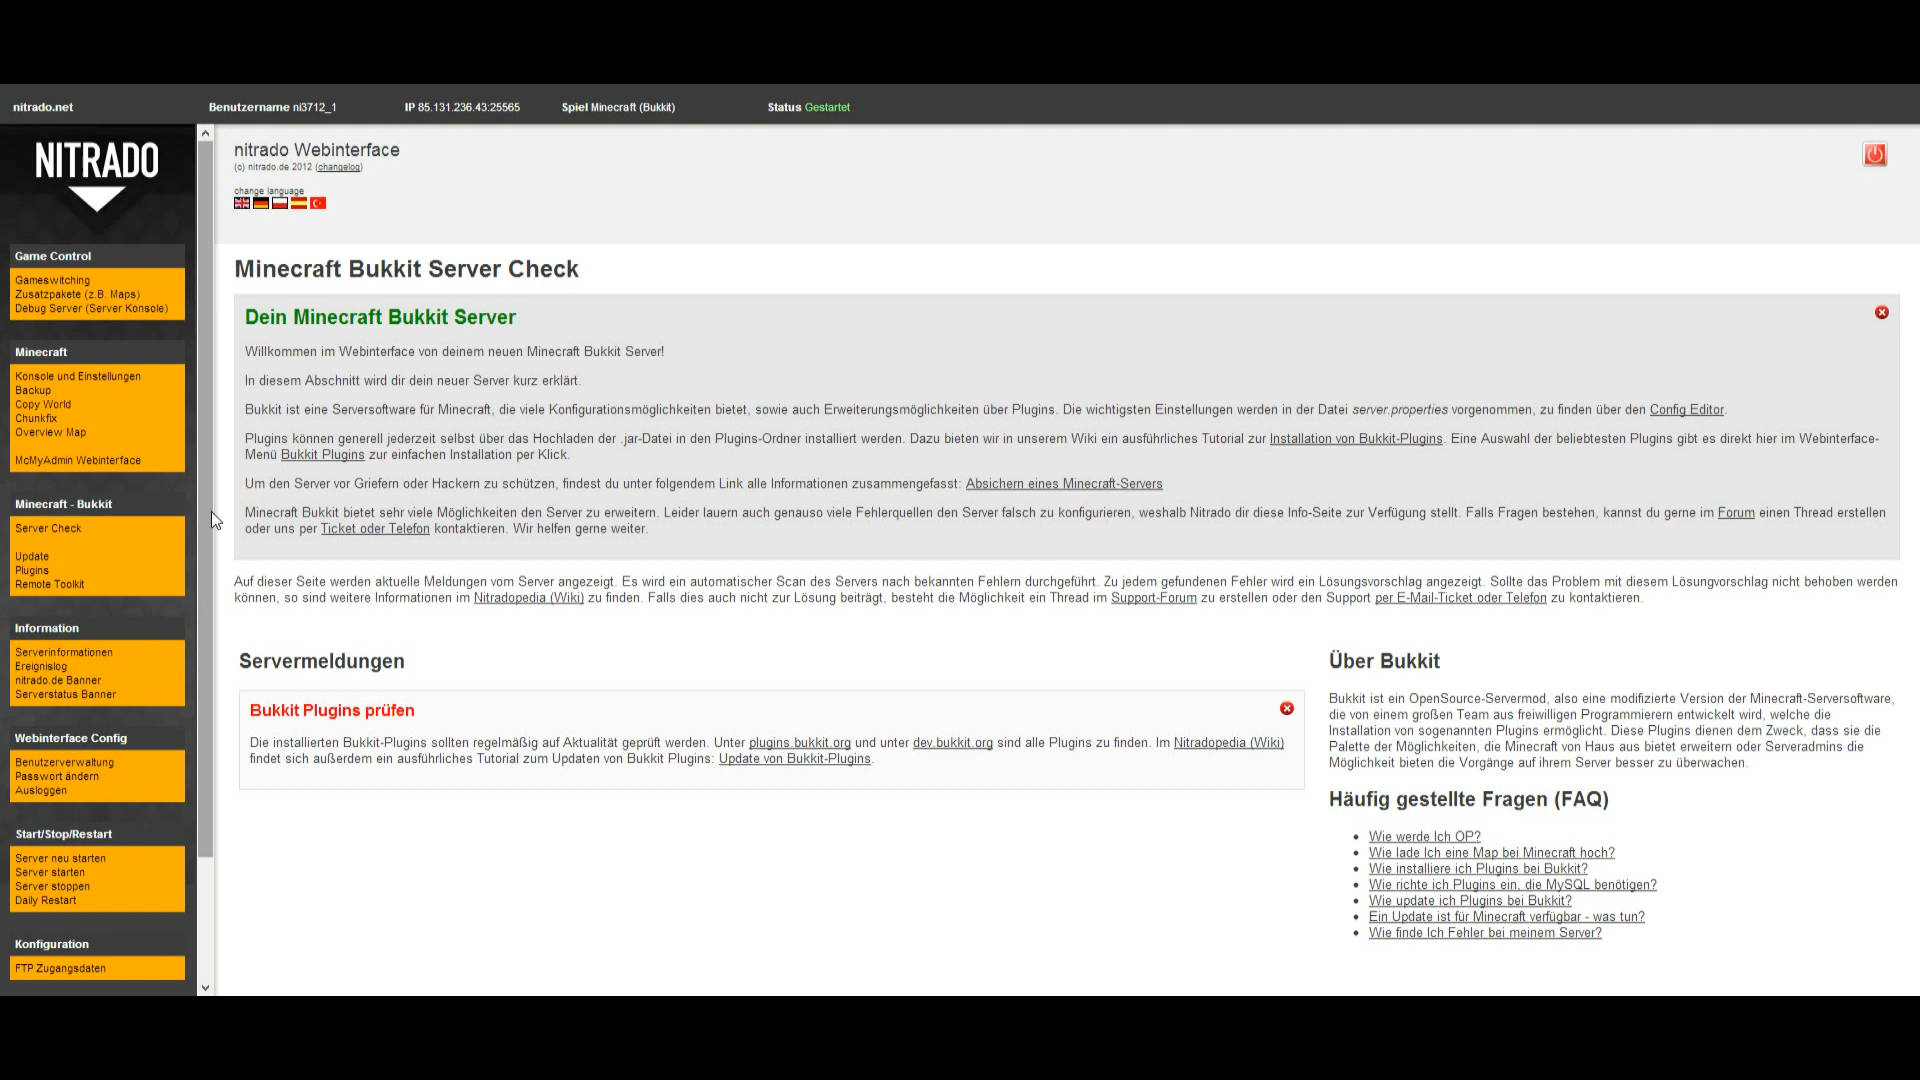 nitrado.net
Benutzername ni3712_1
IP 85.131.236.43:25565
Spiel Minecraft (Bukkit)
Status Gestartet
NITRADO
Game Control
Gameswitching
Zusatzpakete (z.B. Maps)
Debug Server (Server Konsole)
Minecraft
Konsole und Einstellungen
Backup
Copy World
Chunkfix
Overview Map
McMyAdmin Webinterface
Minecraft - Bukkit
Server Check
Update
Plugins
Remote Toolkit
Information
Serverinformationen
Ereignislog
nitrado.de Banner
Serverstatus Banner
Webinterface Config
Benutzerverwaltung
Passwort ändern
Ausloggen
Start/Stop/Restart
Server neu starten
Server starten
Server stoppen
Daily Restart
Konfiguration
FTP Zugangsdaten
nitrado Webinterface
(c) nitrado.de 2012 (changelog)
change language
Minecraft Bukkit Server Check
Dein Minecraft Bukkit Server
Willkommen im Webinterface von deinem neuen Minecraft Bukkit Server!
In diesem Abschnitt wird dir dein neuer Server kurz erklärt.
Bukkit ist eine Serversoftware für Minecraft, die viele Konfigurationsmöglichkeiten bietet, sowie auch Erweiterungsmöglichkeiten über Plugins. Die wichtigsten Einstellungen werden in der Datei server.properties vorgenommen, zu finden über den Config Editor.
Plugins können generell jederzeit selbst über das Hochladen der .jar-Datei in den Plugins-Ordner installiert werden. Dazu bieten wir in unserem Wiki ein ausführliches Tutorial zur Installation von Bukkit-Plugins. Eine Auswahl der beliebtesten Plugins gibt es direkt hier im Webinterface-
Menü Bukkit Plugins zur einfachen Installation per Klick.
Um den Server vor Griefern oder Hackern zu schützen, findest du unter folgendem Link alle Informationen zusammengefasst: Absichern eines Minecraft-Servers
Minecraft Bukkit bietet sehr viele Möglichkeiten den Server zu erweitern. Leider lauern auch genauso viele Fehlerquellen den Server falsch zu konfigurieren, weshalb Nitrado dir diese Info-Seite zur Verfügung stellt. Falls Fragen bestehen, kannst du gerne im Forum einen Thread erstellen
oder uns per Ticket oder Telefon kontaktieren. Wir helfen gerne weiter.
Auf dieser Seite werden aktuelle Meldungen vom Server angezeigt. Es wird ein automatischer Scan des Servers nach bekannten Fehlern durchgeführt. Zu jedem gefundenen Fehler wird ein Lösungsvorschlag angezeigt. Sollte das Problem mit diesem Lösungvorschlag nicht behoben werden
können, so sind weitere Informationen im Nitradopedia (Wiki) zu finden. Falls dies auch nicht zur Lösung beiträgt, besteht die Möglichkeit ein Thread im Support-Forum zu erstellen oder den Support per E-Mail-Ticket oder Telefon zu kontaktieren.
Servermeldungen
Bukkit Plugins prüfen
Die installierten Bukkit-Plugins sollten regelmäßig auf Aktualität geprüft werden. Unter plugins.bukkit.org und unter dev.bukkit.org sind alle Plugins zu finden. Im Nitradopedia (Wiki)
findet sich außerdem ein ausführliches Tutorial zum Updaten von Bukkit Plugins: Update von Bukkit-Plugins.
Über Bukkit
Bukkit ist ein OpenSource-Servermod, also eine modifizierte Version der Minecraft-Serversoftware,
die von einem großen Team aus freiwilligen Programmierern entwickelt wird, welche die
Installation von sogenannten Plugins ermöglicht. Diese Plugins dienen dem Zweck, dass sie die
Palette der Möglichkeiten, die Minecraft von Haus aus bietet erweitern oder Serveradmins die
Möglichkeit bieten die Vorgänge auf ihrem Server besser zu überwachen.
Häufig gestellte Fragen (FAQ)
Wie werde Ich OP?
Wie lade Ich eine Map bei Minecraft hoch?
Wie installiere ich Plugins bei Bukkit?
Wie richte ich Plugins ein, die MySQL benötigen?
Wie update ich Plugins bei Bukkit?
Ein Update ist für Minecraft verfügbar - was tun?
Wie finde Ich Fehler bei meinem Server?